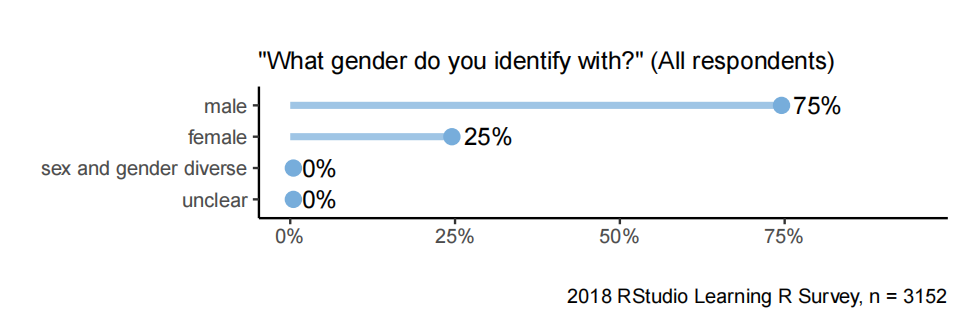 "What gender do you identify with?" (All respondents)
male
75%
female
25%
sex and gender diverse
0%
unclear
0%
0%
25%
50%
75%
2018 RStudio Learning R Survey, n = 3152